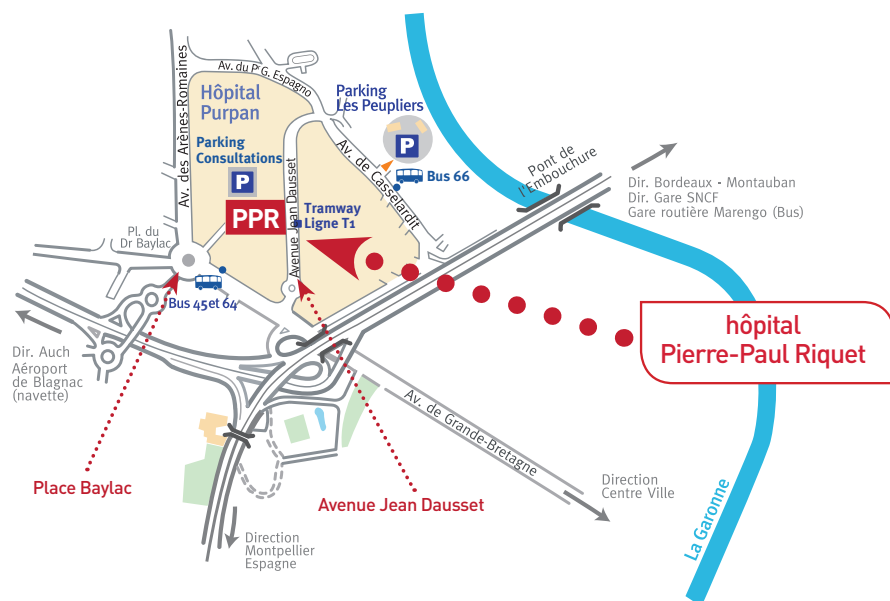 Av. du Pr G. Espagno
Av. des Arènes-Romaines
Hôpital
Purpan
Parking
Les Peupliers
P
Parking
Consultations
P
Av. de Casselardit
Bus 66
Pont de
l'Embouchure
Dir. Bordeaux - Montauban
Dir. Gare SNCF
Gare routière Marengo (Bus)
PPR
Avenue Jean Dausset
Tramway
Ligne T1
Pl. du
Dr Baylac
Bus 45et 64
hôpital
Pierre-Paul Riquet
Dir. Auch
Aéroport
de Blagnac
(navette)
Av. de Grande-Bretagne
Place Baylac
Avenue Jean Dausset
Direction
Centre Ville
La Garonne
Direction
Montpellier
Espagne